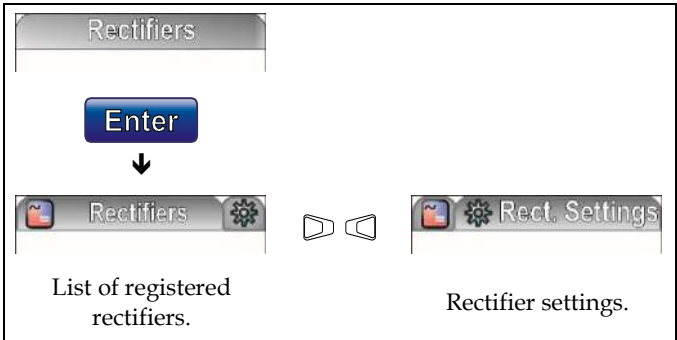 Rectifiers
Enter
Rectifiers
Rect. Settings
List of registered
rectifiers.
Rectifier settings.